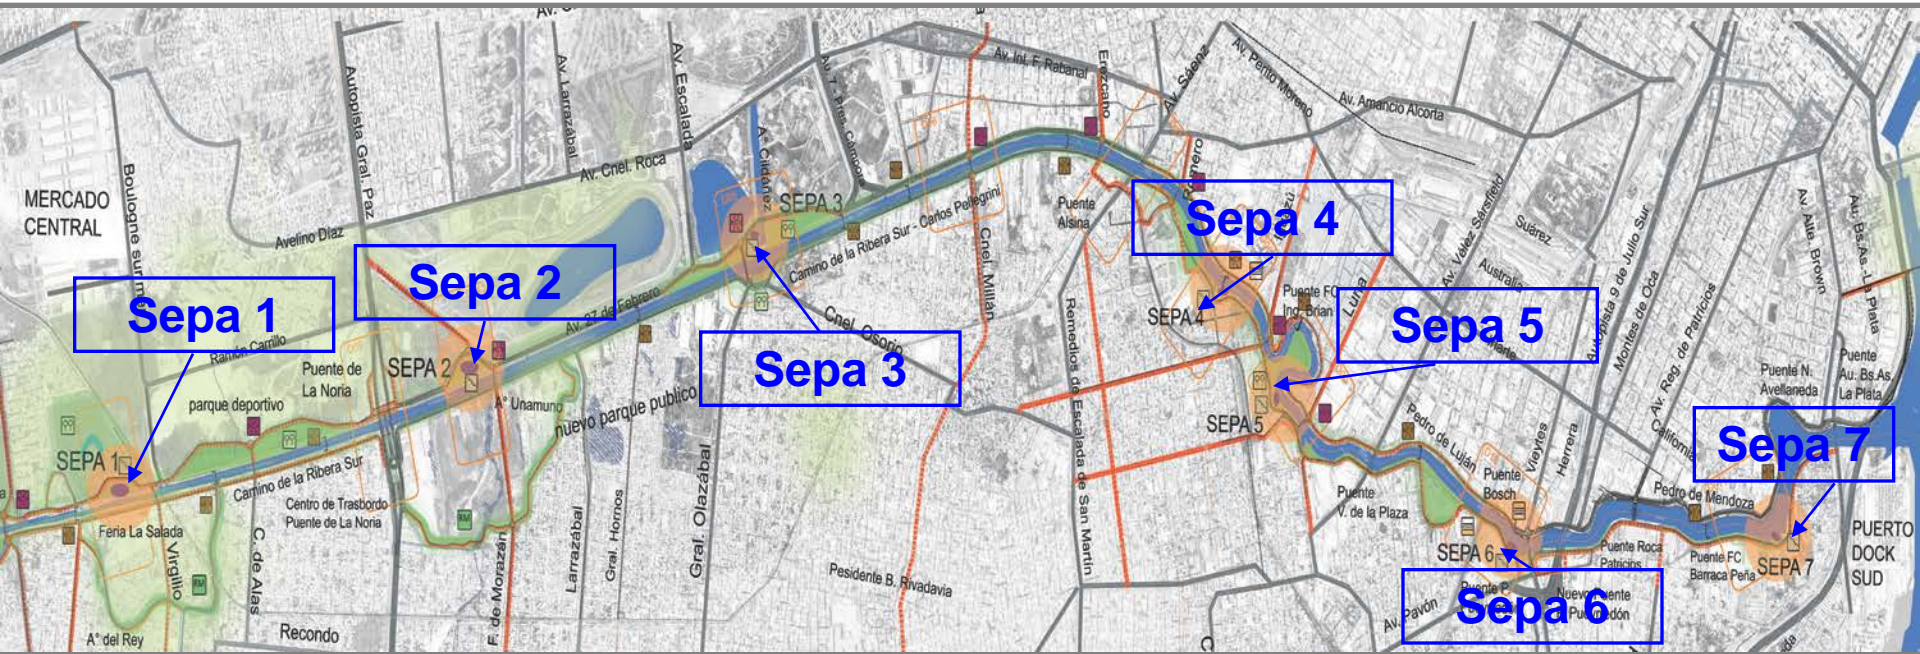 MERCADO
CENTRAL
Boulogne sur me
Autopista Gral. Paz
Av. Larrazábal
Av. Escalada
Av. Cnel. Roca
Avelino Díaz
A° Cildáñez
SEPA 3
Av. Int. F. Rabanal
Erezcano
Av. Sáenz
Av. Perito Moreno
Av. Amancio Alcorta
Camino de la Ribera Sur - Carlos Pellegrini
Cnel. Millán
Puente
Alsina
Sepa 1
Sepa 2
Sepa 3
Sepa 4
Sepa 5
Sepa 6
Sepa 7
Av. 27 de Febrero
Cnel. Osorio
Ramón Carrillo
Puente de
La Noria
SEPA 2
parque deportivo
A° Unamuno
nuevo parque publico
SEPA 1
Camino de la Ribera Sur
Centro de Trasbordo
Puente de La Noria
Feria La Salada
Virgilio
C. de Alas
A° del Rey
Recondo
F. de Morazán
Larrazábal
Gral. Hornos
Gral. Olazábal
Pesidente B. Rivadavia
Remedios de Escalada de San Martín
SEPA 4
Puente FC
Ing. Brian
Luna
SEPA 5
Av. Vélez Sársfield
Suárez
Australia
Autopista 9 de Julio Sur
Montes de Oca
Av. Reg. de Patricios
California
Av. Alte. Brown
Au. Bs.As.-La Plata
Puente N.
Avellaneda
Puente
Au. Bs.As.
La Plata
Pedro de Luján
Puente
Bosch
Vieytes
Herrera
Puente
V. de la Plaza
SEPA 6
Pedro de Mendoza
Puente Roca
Patricios
Puente FC
Barraca Peña
SEPA 7
PUERTO
DOCK
SUD
Av. Pavón